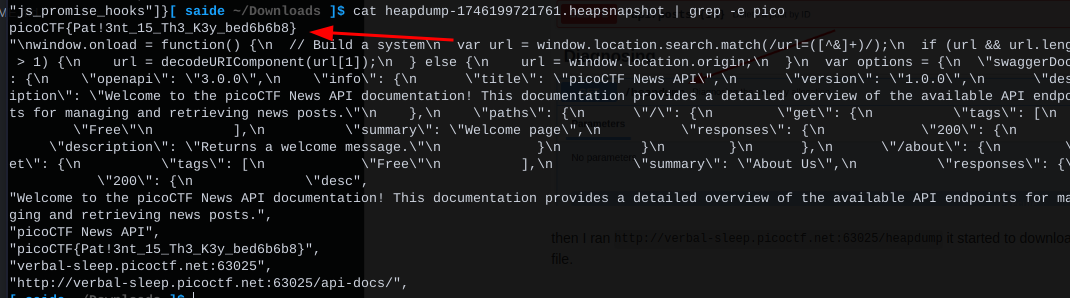 "js_promise_hooks"]}[ saide ~/Downloads ]$ cat heapdump-1746199721761.heapsnapshot | grep -e pico
picoCTF{Pat!3nt_15_Th3_K3y_bed6b6b8}
"\nwindow.onload = function() {\n  // Build a system\n  var url = window.location.search.match(/url=([^&]+)/);\n  if (url && url.leng
> 1) {\n    url = decodeURIComponent(url[1]);\n  } else {\n    url = window.location.origin;\n  }\n  var options = {\n  \"swaggerDoc
: {\n    \"openapi\": \"3.0.0\",\n    \"info\": {\n      \"title\": \"picoCTF News API\",\n      \"version\": \"1.0.0\",\n      \"des
iption\": \"Welcome to the picoCTF News API documentation! This documentation provides a detailed overview of the available API endpo
ts for managing and retrieving news posts.\"\n    },\n    \"paths\": {\n      \"/\": {\n        \"get\": {\n          \"tags\": [\n
\"Free\"\n          ],\n          \"summary\": \"Welcome page\",\n          \"responses\": {\n            \"200\": {\n
\"description\": \"Returns a welcome message.\"\n            }\n          }\n        }\n      },\n      \"/about\": {\n        \
et\": {\n          \"tags\": [\n            \"Free\"\n          ],\n          \"summary\": \"About Us\",\n          \"responses\": {\
\"200\": {\n              \"desc",
"Welcome to the picoCTF News API documentation! This documentation provides a detailed overview of the available API endpoints for ma
ging and retrieving news posts.",
"picoCTF News API",
"picoCTF{Pat!3nt_15_Th3_K3y_bed6b6b8}",
then I ran http://verbal-sleep.picoctf.net:63025/heapdump it started to downloa
"verbal-sleep.picoctf.net:63025",
file.
"http://verbal-sleep.picoctf.net:63025/api-docs/",
[ saide ~/Downloads ]$